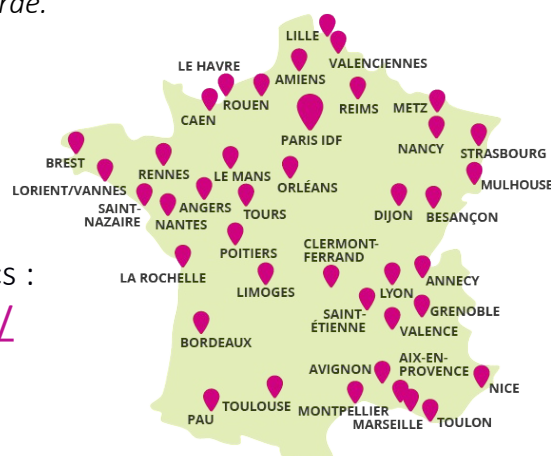 rde.
LILLE
VALENCIENNES
LE HAVRE
AMIENS
ROUEN
REIMS
METZ
CAEN
PARIS IDF
NANCY
STRASBOURG
BREST
RENNES
LE MANS
ORLÉANS
MULHOUSE
LORIENT/VANNES
ANGERS
SAINT-
NAZAIRE
NANTES
TOURS
DIJON
BESANÇON
POITIERS
CLERMONT-
FERRAND
LA ROCHELLE
LIMOGES
LYON
ANNECY
SAINT-
ÉTIENNE
GRENOBLE
VALENCE
BORDEAUX
AVIGNON
AIX-EN-
PROVENCE
NICE
TOULOUSE
MONTPELLIER
PAU
MARSEILLE
TOULON
s :
/